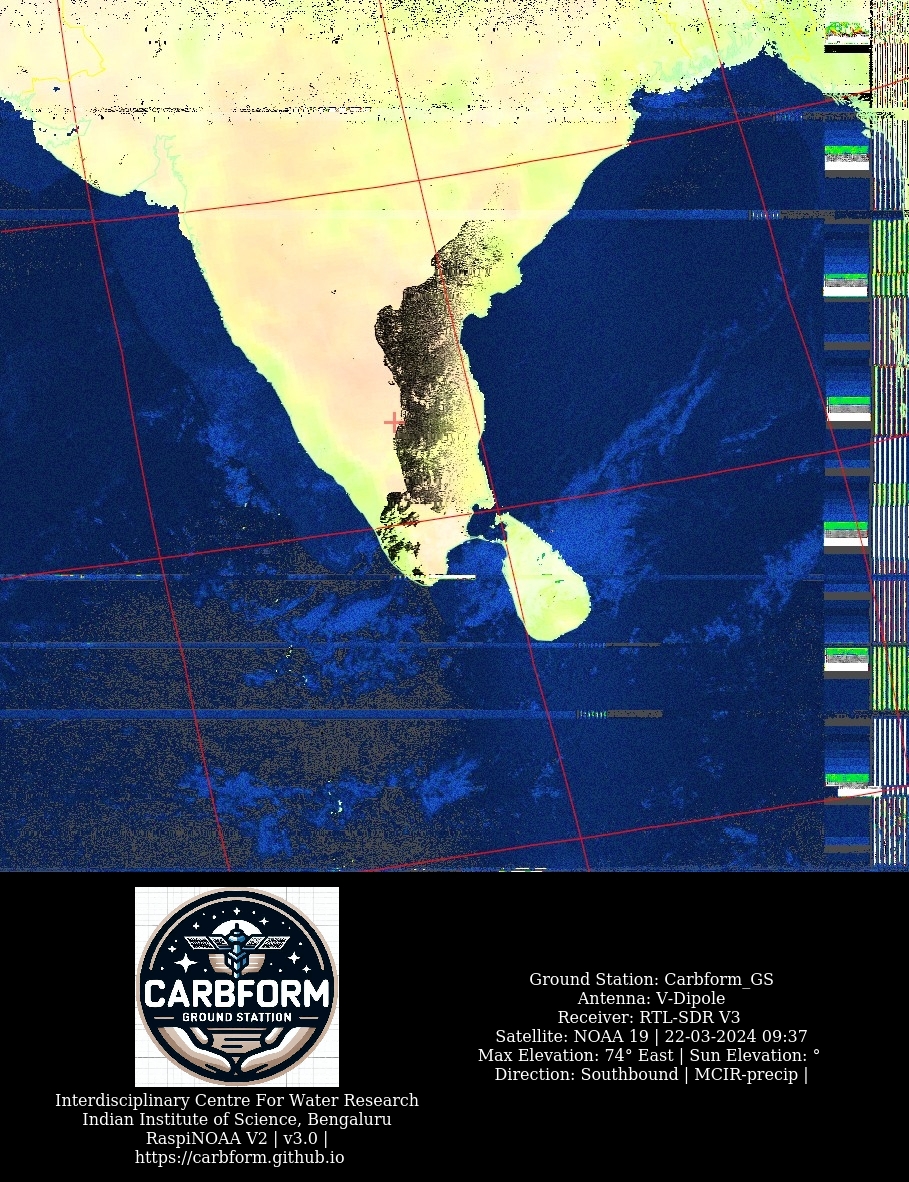 CARBFORM
GROUND STATION
Interdisciplinary Centre For Water Research
Indian Institute of Science, Bengaluru
RaspiNOAA V2 | v3.0 |
https://carbform.github.io
Ground Station: Carbform_GS
Antenna: V-Dipole
Receiver: RTL-SDR V3
Satellite: NOAA 19 | 22-03-2024 09:37
Max Elevation: 74° East | Sun Elevation: °
Direction: Southbound | MCIR-precip |